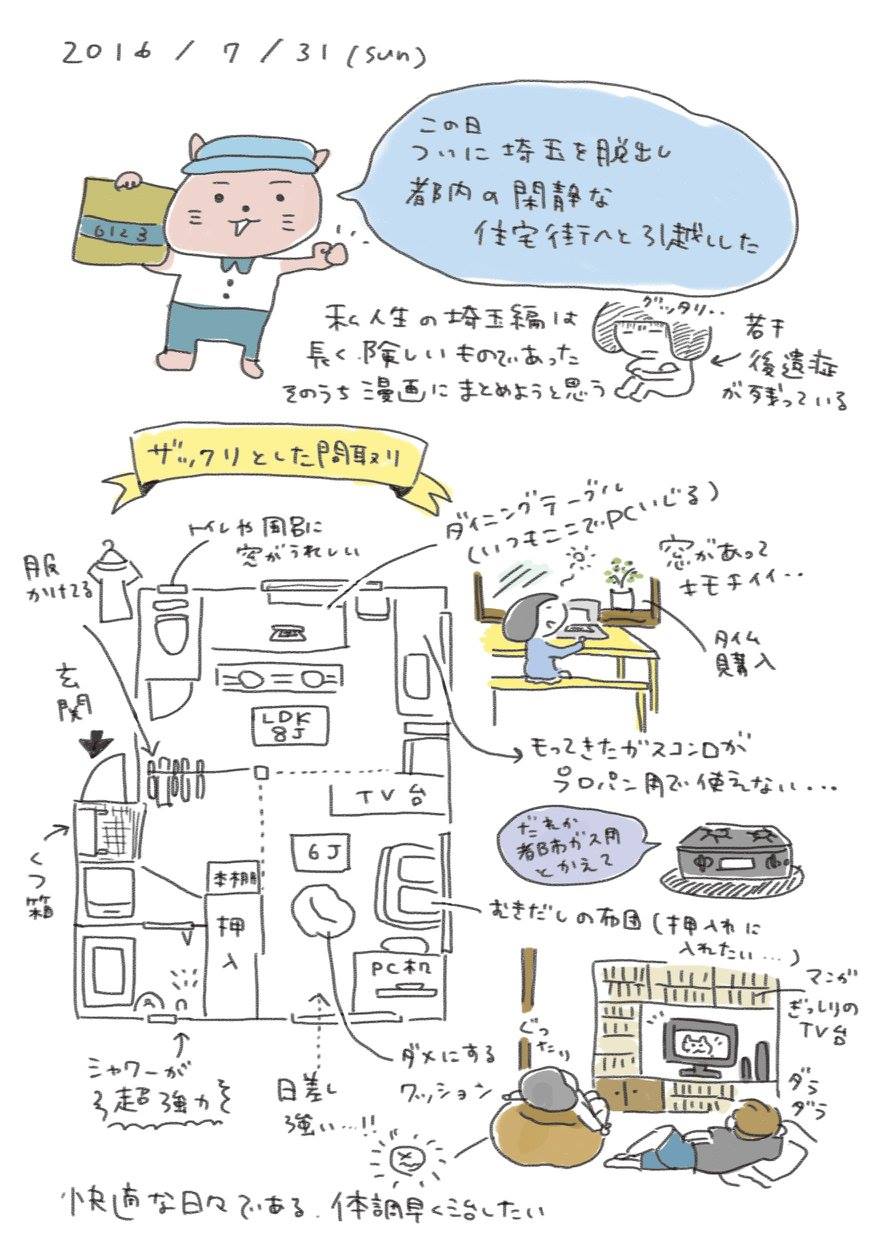 2016/7/31(sun)
この日
ついに埼玉を脱出し
都内の閑静な
住宅街へと引越しした
0123
私人生の埼玉編は
長く険しいものであった
そのうち漫画にまとめようと思う
グッタリ・・
若干
後遺症
が残っている
ザックリとした間取り
トイレや風呂に
窓がうれしい
ダイニングテーブル
(いつもここでPCいじる)
服
かけてる
窓があって
キモチイイ・・
タイム
購入
玄関
LDK
8J
もってきたガスコンロが
プロパン用で使えない・・・
TV台
だれか
都市ガス用
とかえて
くつ箱
6J
本棚
押入
むきだしの布団(押入れに
入れたい・・・)
PC机
マンガ
ぎっしりの
TV台
ぐったり
ダラ
ダラ
シャワーが
超強力
日差し
強い…!!
ダメにする
クッション
快適な日々である.体調早く治したい